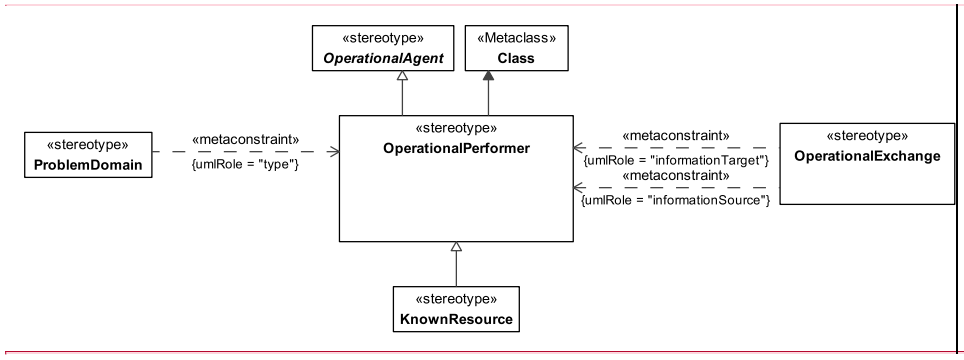 «stereotype»
OperationalAgent
«Metaclass»
Class
«stereotype»
ProblemDomain
«metaconstraint»
{umlRole = "type"}
«stereotype»
OperationalPerformer
«metaconstraint»
{umlRole = "informationTarget"}
«metaconstraint»
{umlRole = "informationSource"}
«stereotype»
OperationalExchange
«stereotype»
KnownResource